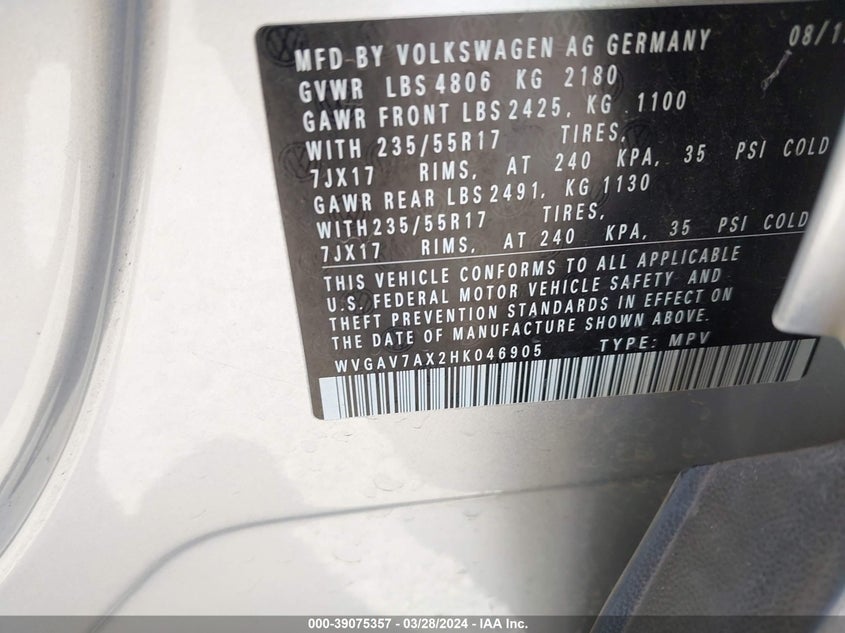 MFD BY VOLKSWAGEN AG GERMANY 08/1
GVWR LBS 4806 KG 2180
GAWR FRONT LBS 2425, KG 1100
WITH 235/55R17 TIRES,
7JX17 RIMS, AT 240 KPA, 35 PSI COLD
GAWR REAR LBS 2491, KG 1130
WITH 235/55R17 TIRES,
7JX17 RIMS, AT 240 KPA, 35 PSI COLD
THIS VEHICLE CONFORMS TO ALL APPLICABLE
U.S. FEDERAL MOTOR VEHICLE SAFETY AND
THEFT PREVENTION STANDARDS IN EFFECT ON
THE DATE OF MANUFACTURE SHOWN ABOVE.
WVGAV7AX2HK046905 TYPE: MPV
000-39075357 - 03/28/2024 - IAA Inc.